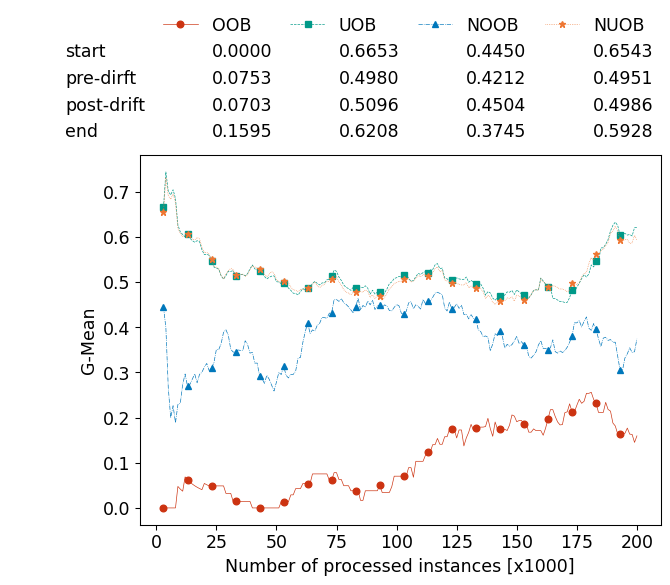 OOB UOB NOOB NUOB
start 0.0000 0.6653 0.4450 0.6543
pre-dirft 0.0753 0.4980 0.4212 0.4951
post-drift 0.0703 0.5096 0.4504 0.4986
end 0.1595 0.6208 0.3745 0.5928
0.7
0.6
0.5
0.4
0.3
0.2
0.1
0.0
G-Mean
0 25 50 75 100 125 150 175 200
Number of processed instances [x1000]